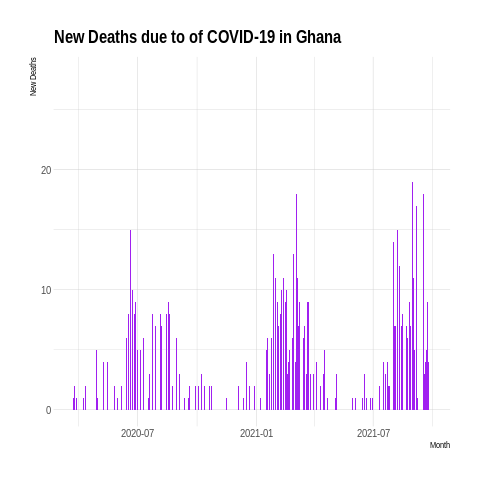 New Deaths due to of COVID-19 in Ghana
New Deaths
20
10
0
2020-07
2021-01
2021-07
Month